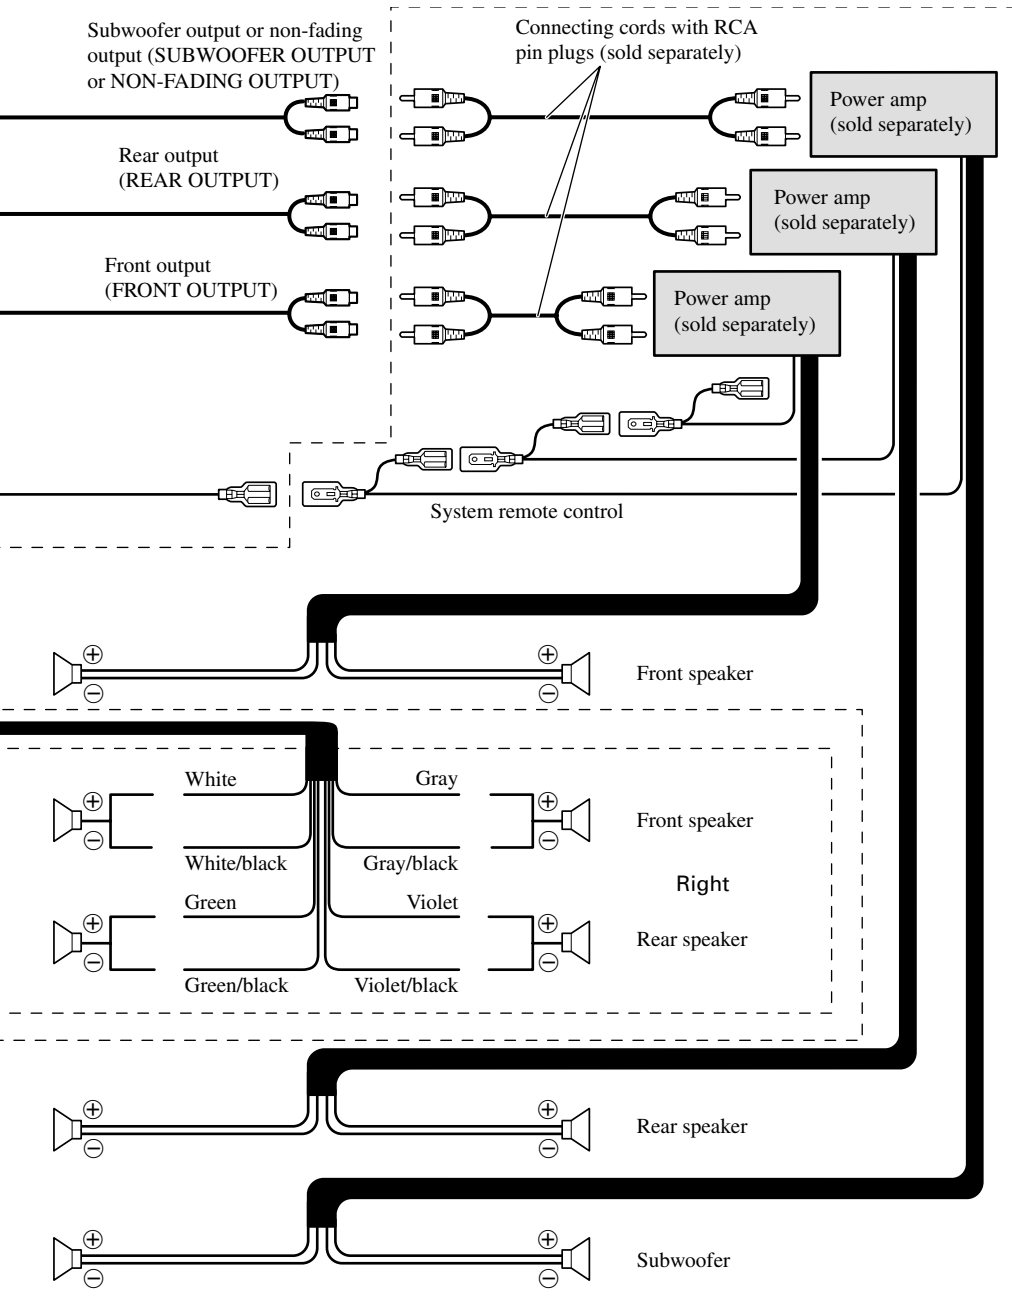 Subwoofer output or non-fading
output (SUBWOOFER OUTPUT
or NON-FADING OUTPUT)
Connecting cords with RCA
pin plugs (sold separately)
Power amp
(sold separately)
Rear output
(REAR OUTPUT)
Power amp
(sold separately)
Front output
(FRONT OUTPUT)
Power amp
(sold separately)
System remote control
+ +
Front speaker
− −
White Gray
+ +
Front speaker
− −
White/black Gray/black
Right
Green Violet
+ +
Rear speaker
− −
Green/black Violet/black
+ +
Rear speaker
− −
+ +
Subwoofer
− −